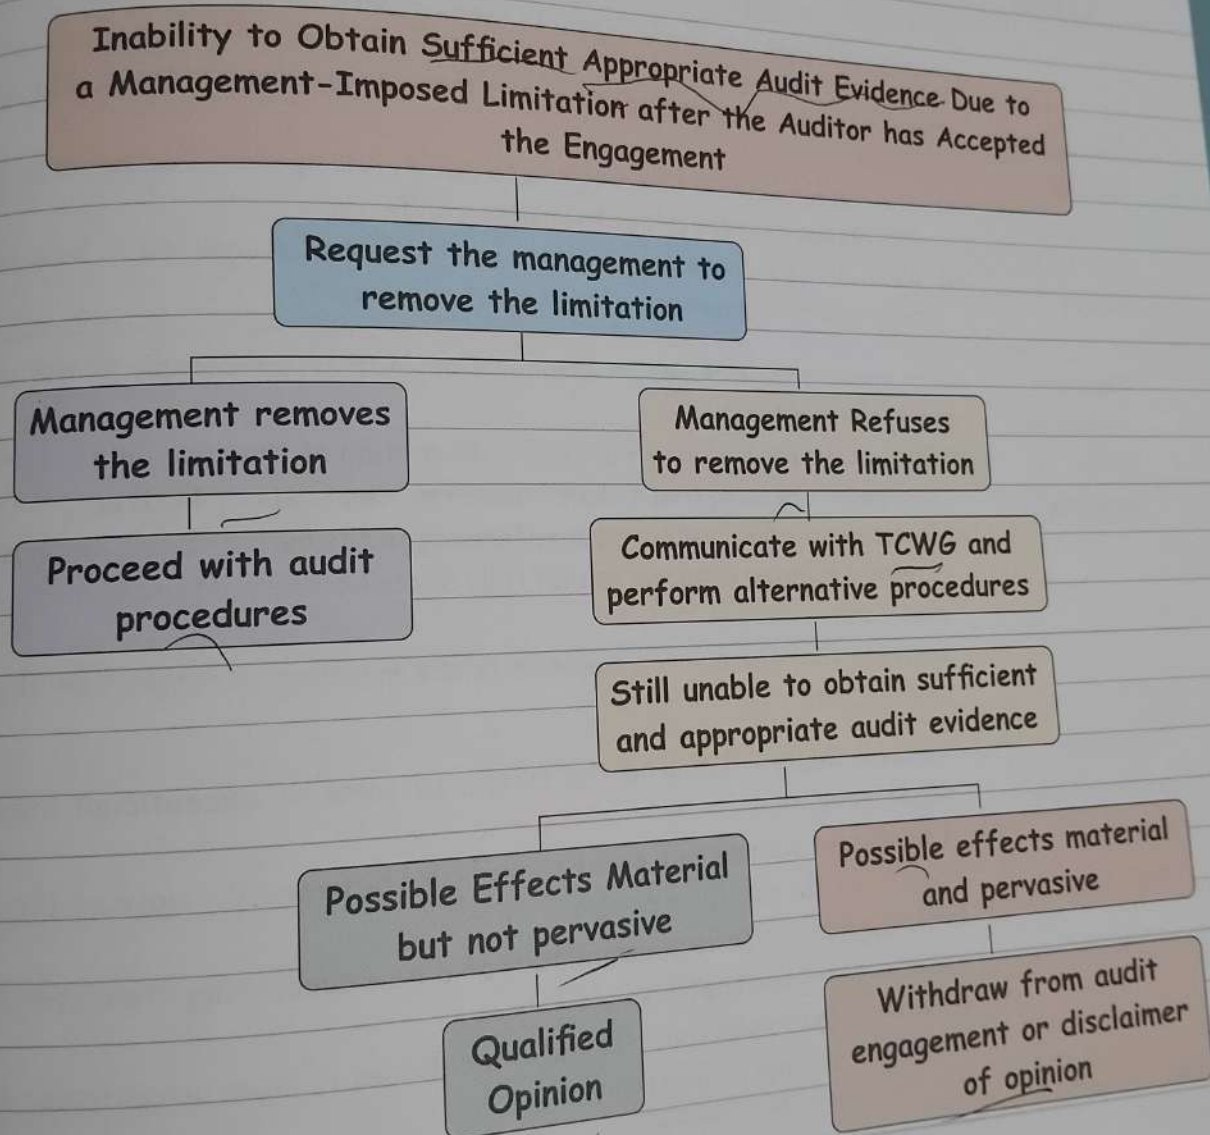 Inability to Obtain Sufficient Appropriate Audit Evidence Due to
a Management-Imposed Limitation after the Auditor has Accepted
the Engagement
Request the management to
remove the limitation
Management removes
the limitation
Proceed with audit
procedures
Management Refuses
to remove the limitation
Communicate with TCWG and
perform alternative procedures
Still unable to obtain sufficient
and appropriate audit evidence
Possible Effects Material
but not pervasive
Qualified
Opinion
Possible effects material
and pervasive
Withdraw from audit
engagement or disclaimer
of opinion